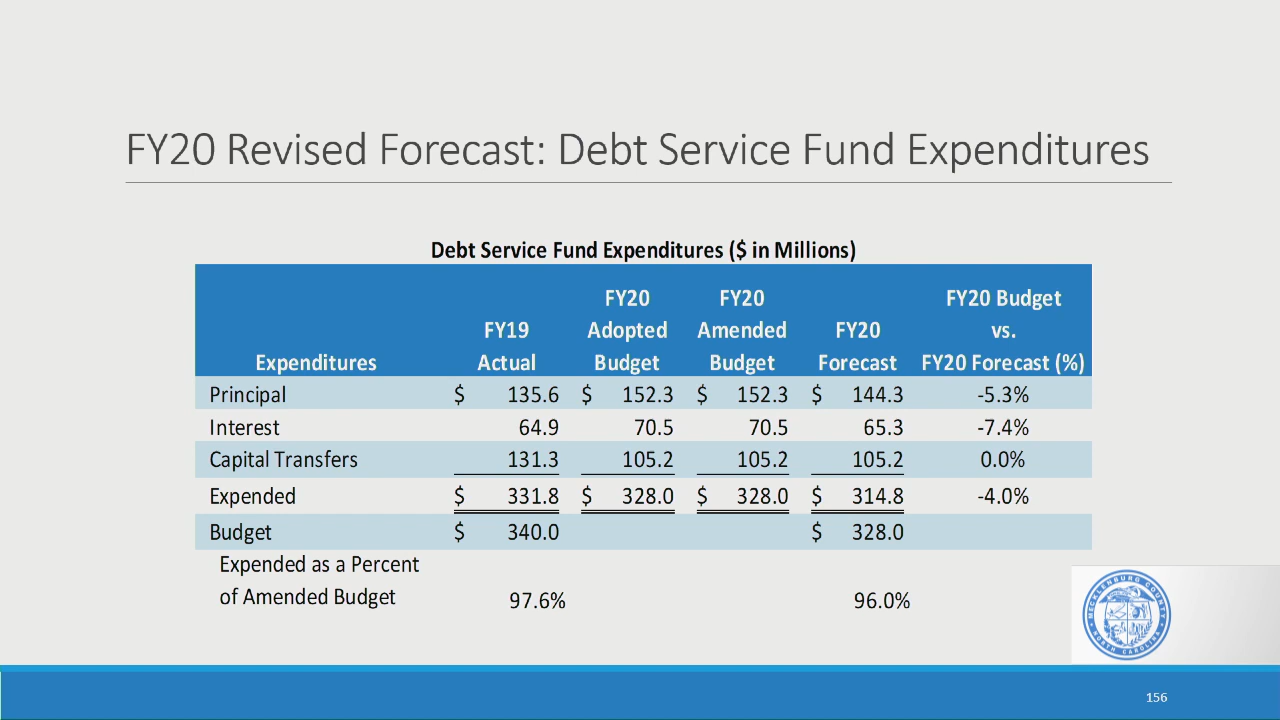 FY20 Revised Forecast: Debt Service Fund Expenditures
Debt Service Fund Expenditures ($ in Millions)
Expenditures FY19 Actual FY20 Adopted Budget FY20 Amended Budget FY20 Forecast FY20 Budget vs. FY20 Forecast (%)
Principal $ 135.6 $ 152.3 $ 152.3 $ 144.3 -5.3%
Interest 64.9 70.5 70.5 65.3 -7.4%
Capital Transfers 131.3 105.2 105.2 105.2 0.0%
Expended $ 331.8 $ 328.0 $ 328.0 $ 314.8 -4.0%
Budget $ 340.0 $ 328.0
Expended as a Percent
of Amended Budget 97.6% 96.0%
MECKLENBURG COUNTY
NORTH CAROLINA
156